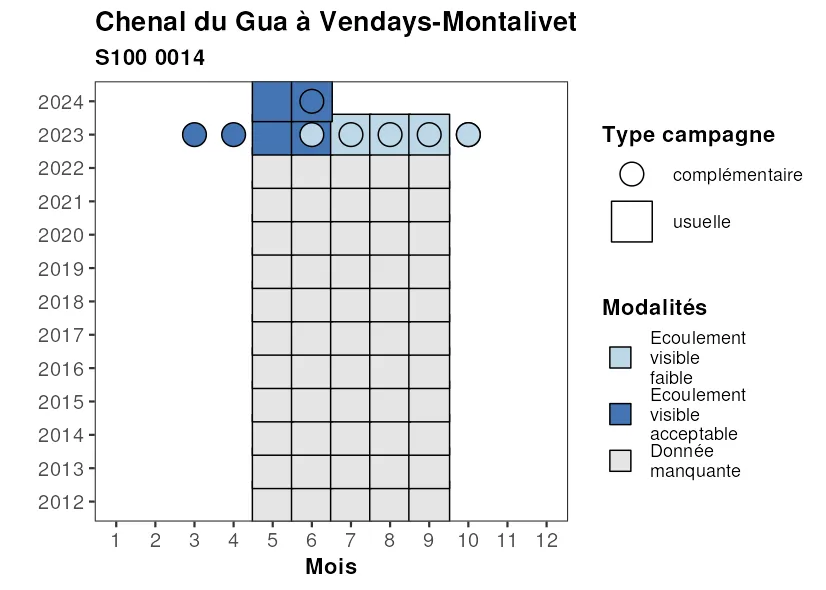 Chenal du Gua à Vendays-Montalivet
S100 0014
2024
2023
2022
2021
2020
2019
2018
2017
2016
2015
2014
2013
2012
1 2 3 4 5 6 7 8 9 10 11 12
Mois
Type campagne
complémentaire
usuelle
Modalités
Ecoulement
visible
faible
Ecoulement
visible
acceptable
Donnée
manquante